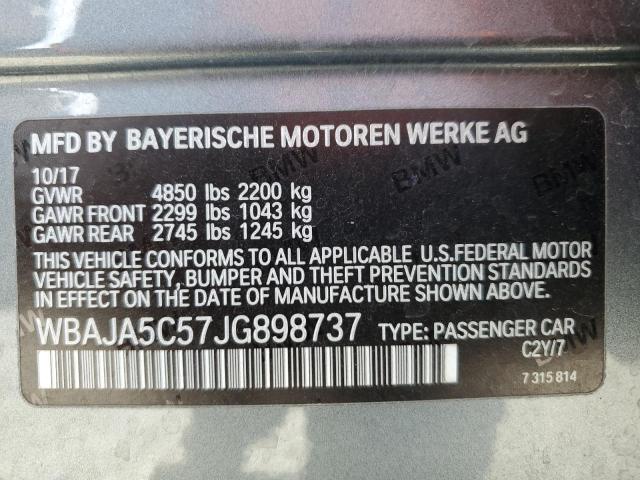 MFD BY BAYERISCHE MOTOREN WERKE AG
10/17
GVWR 4850 lbs 2200 kg
GAWR FRONT 2299 lbs 1043 kg
GAWR REAR 2745 lbs 1245 kg
THIS VEHICLE CONFORMS TO ALL APPLICABLE U.S.FEDERAL MOTOR
VEHICLE SAFETY, BUMPER AND THEFT PREVENTION STANDARDS
IN EFFECT ON THE DATE OF MANUFACTURE SHOWN ABOVE.
WBAJA5C57JG898737 TYPE: PASSENGER CAR
C2Y/7
7 315 814